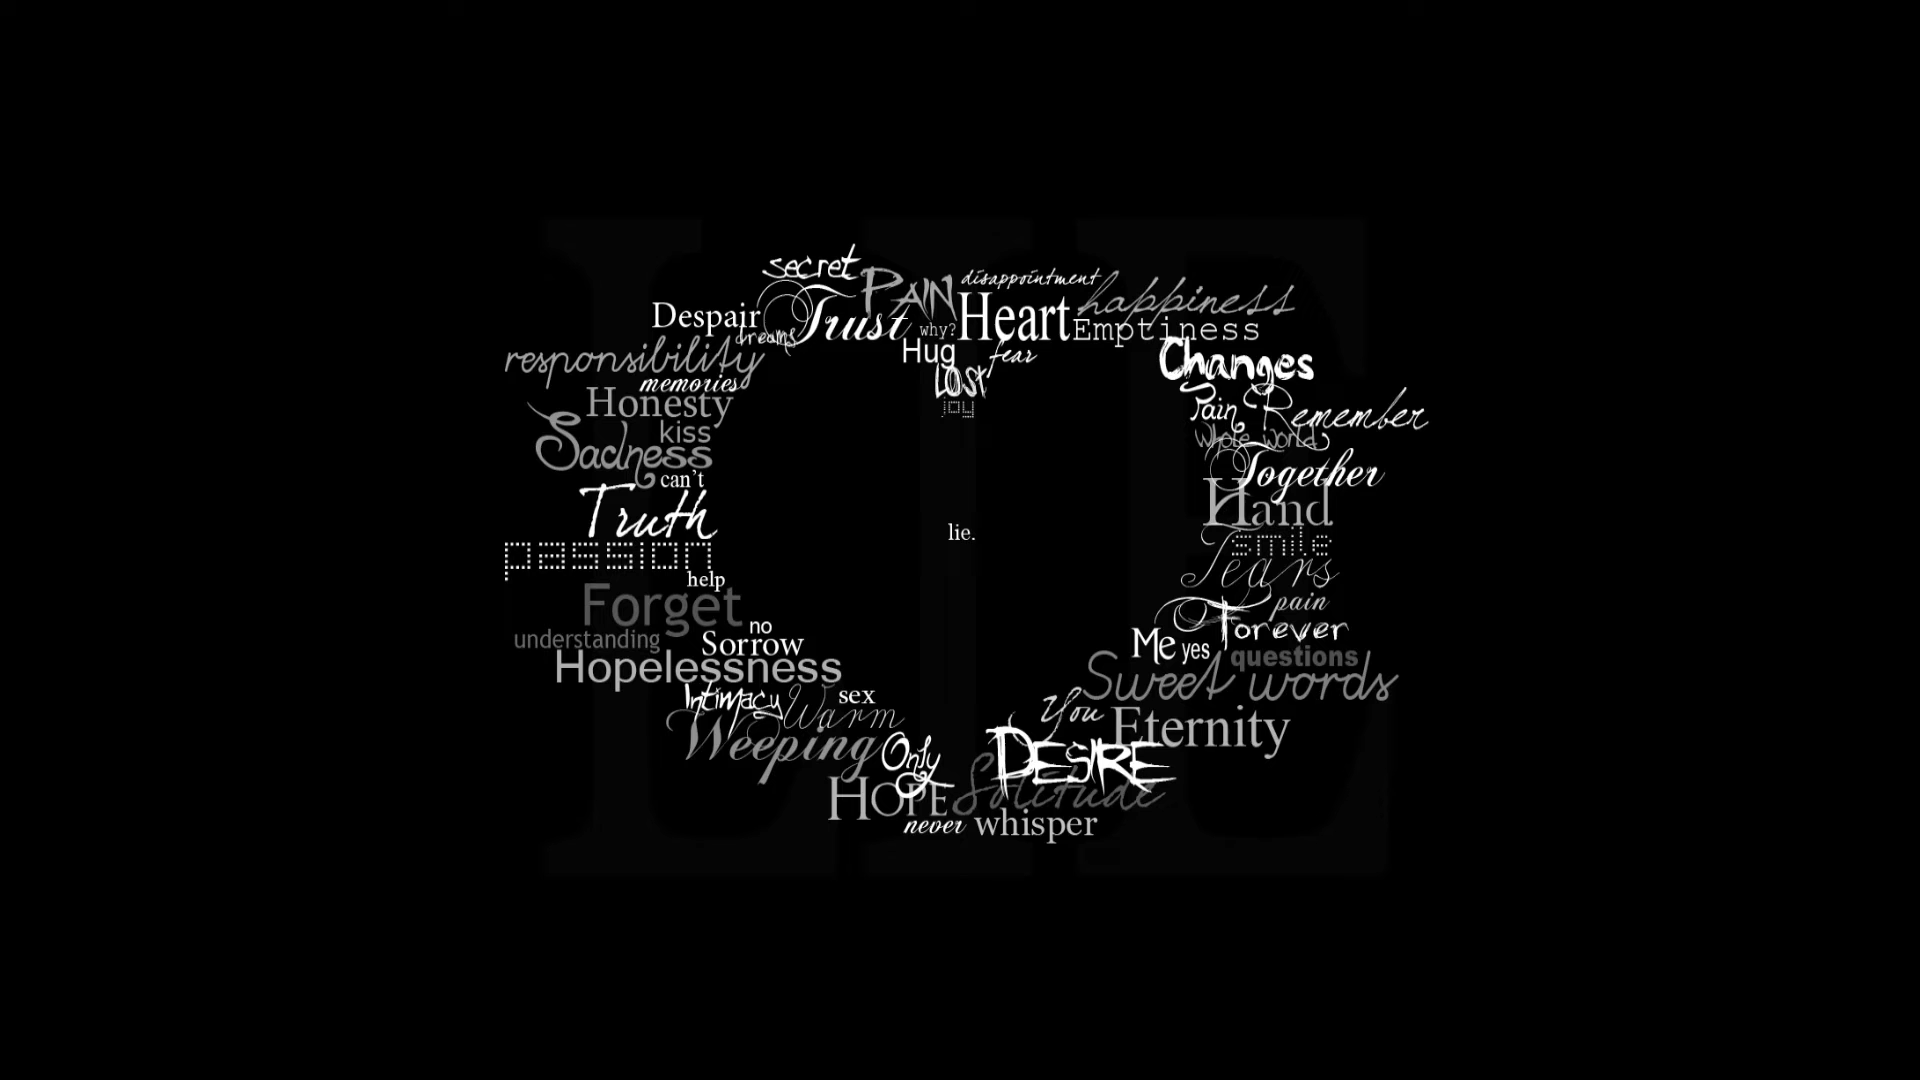 secret
PAIN
disappointment
happiness
Despair
dreams
Trust
why?
Heart
Emptiness
responsibility
Hug
fear
Changes
memories
Lost
Honesty
joy
Pain
Remember
kiss
Whole world
Sadness
can't
Together
Truth
Hand
lie.
smile
passion
Tears
help
Forget
pain
understanding
no
Forever
Sorrow
Me
yes
questions
Hopelessness
Sweet words
Intimacy
Warm
sex
You
Eternity
Weeping
Only
DESIRE
HOPE
Solitude
never
whisper
LIE